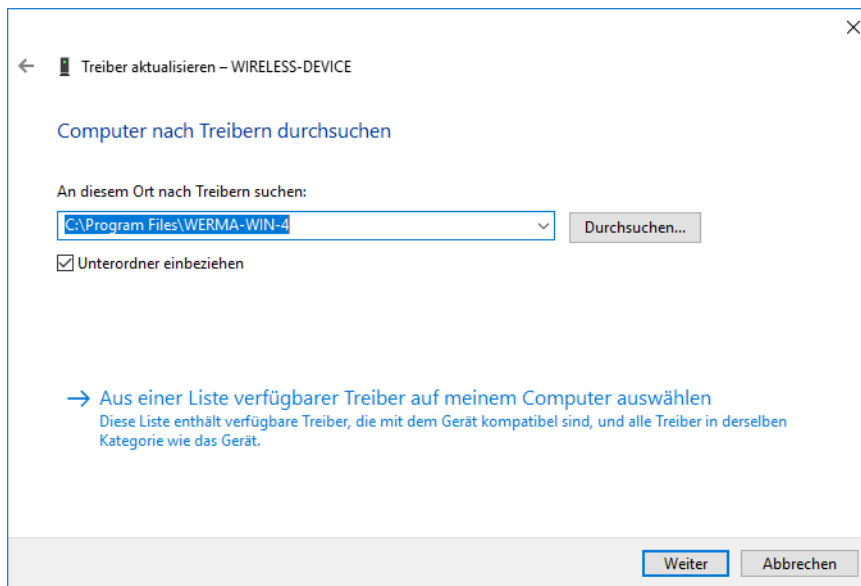 Treiber aktualisieren – WIRELESS-DEVICE
Computer nach Treibern durchsuchen
An diesem Ort nach Treibern suchen:
C:\Program Files\WERMA-WIN-4
Durchsuchen...
Unterordner einbeziehen
Aus einer Liste verfügbarer Treiber auf meinem Computer auswählen
Diese Liste enthält verfügbare Treiber, die mit dem Gerät kompatibel sind, und alle Treiber in derselben
Kategorie wie das Gerät.
Weiter
Abbrechen